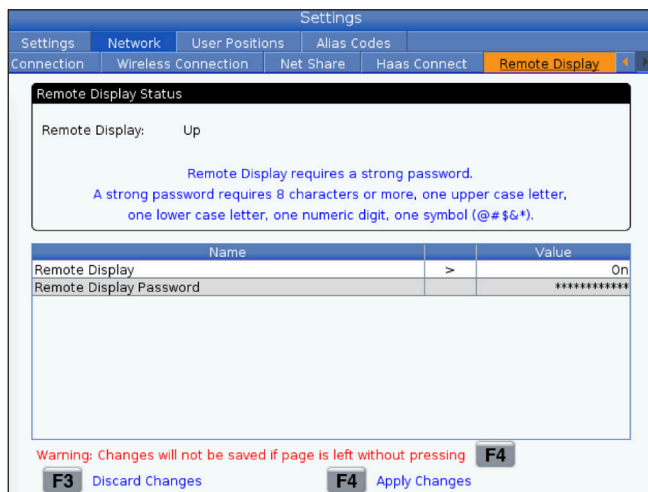 Settings
Settings Network User Positions Alias Codes
Connection Wireless Connection Net Share Haas Connect Remote Display
Remote Display Status
Remote Display: Up
Remote Display requires a strong password.
A strong password requires 8 characters or more, one upper case letter,
one lower case letter, one numeric digit, one symbol (@#$&*).
Name Value
Remote Display > On
Remote Display Password ************
Warning: Changes will not be saved if page is left without pressing F4
F3 Discard Changes F4 Apply Changes